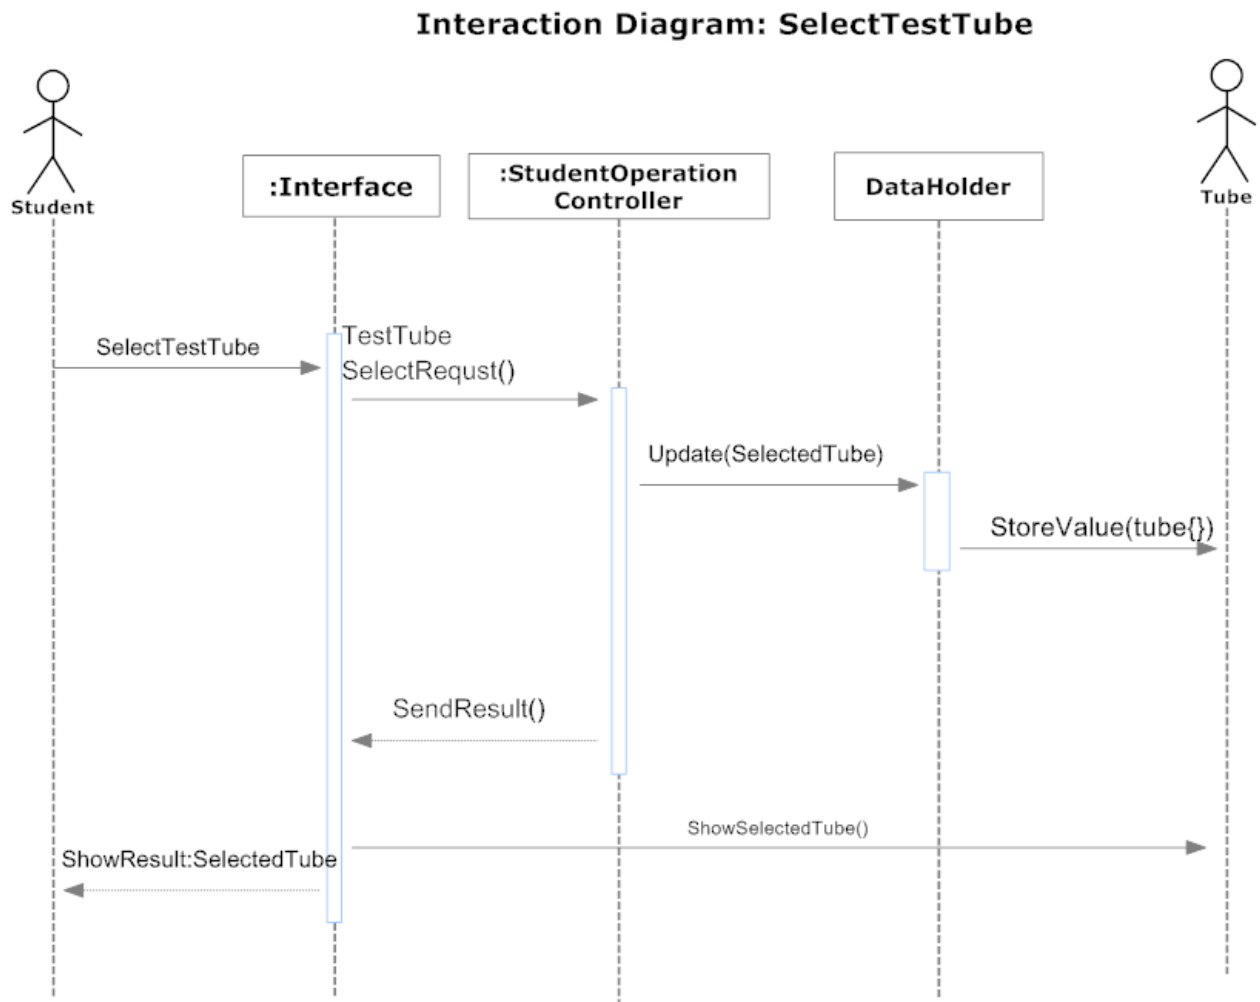 Interaction Diagram: SelectTestTube
Student
:Interface
:StudentOperation
Controller
DataHolder
Tube
SelectTestTube
TestTube
SelectRequst()
Update(SelectedTube)
StoreValue(tube{})
SendResult()
ShowSelectedTube()
ShowResult:SelectedTube